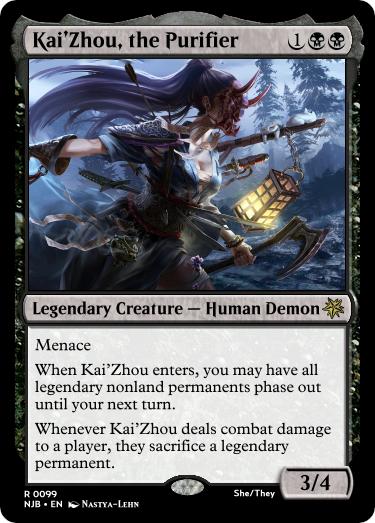 Kai'Zhou, the Purifier 1
Legendary Creature — Human Demon
Menace
When Kai'Zhou enters, you may have all
legendary nonland permanents phase out
until your next turn.
Whenever Kai'Zhou deals combat damage
to a player, they sacrifice a legendary
permanent.
3/4
R 0099
She/They
NJB • EN Nastya-Lehn